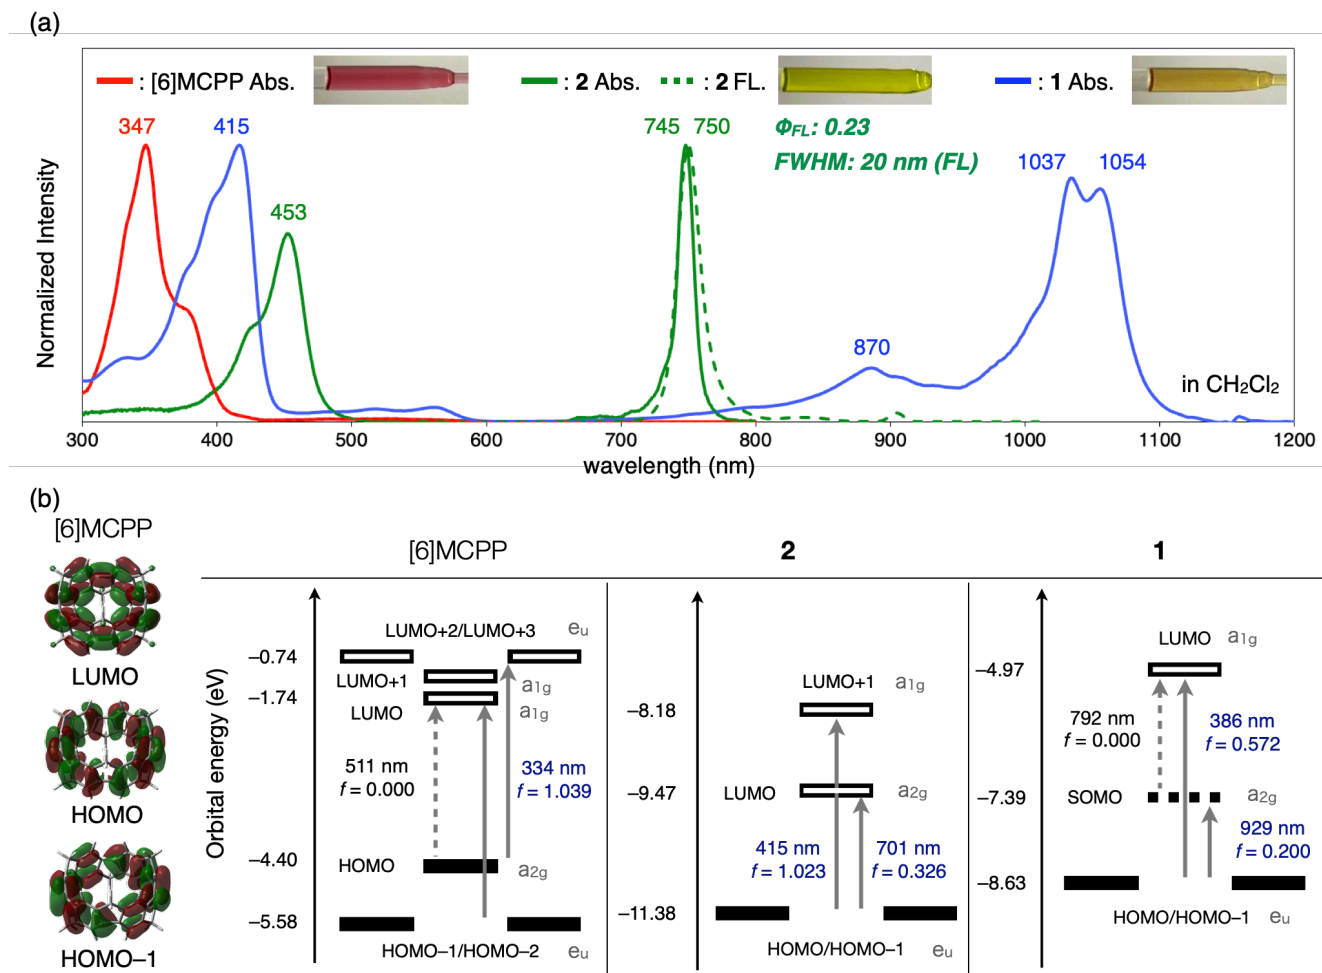 (a)
: [6]MCPP Abs.
: 2 Abs.
: 2 FL.
: 1 Abs.
347
415
453
745
750
ΦFL: 0.23
FWHM: 20 nm (FL)
870
1037
1054
in CH₂Cl₂
Normalized Intensity
300 400 500 600 700 800 900 1000 1100 1200
wavelength (nm)
(b)
[6]MCPP
LUMO
HOMO
HOMO–1
[6]MCPP
2
1
Orbital energy (eV)
LUMO+2/LUMO+3
eu
–0.74
LUMO+1
a1g
–1.74
LUMO
a1g
511 nm
f = 0.000
334 nm
f = 1.039
–4.40
HOMO
a2g
–5.58
HOMO–1/HOMO–2
eu
LUMO+1
a1g
–8.18
–9.47
LUMO
a2g
415 nm
f = 1.023
701 nm
f = 0.326
–11.38
HOMO/HOMO–1
eu
LUMO
a1g
–4.97
792 nm
f = 0.000
386 nm
f = 0.572
–7.39
SOMO
a2g
929 nm
f = 0.200
–8.63
HOMO/HOMO–1
eu